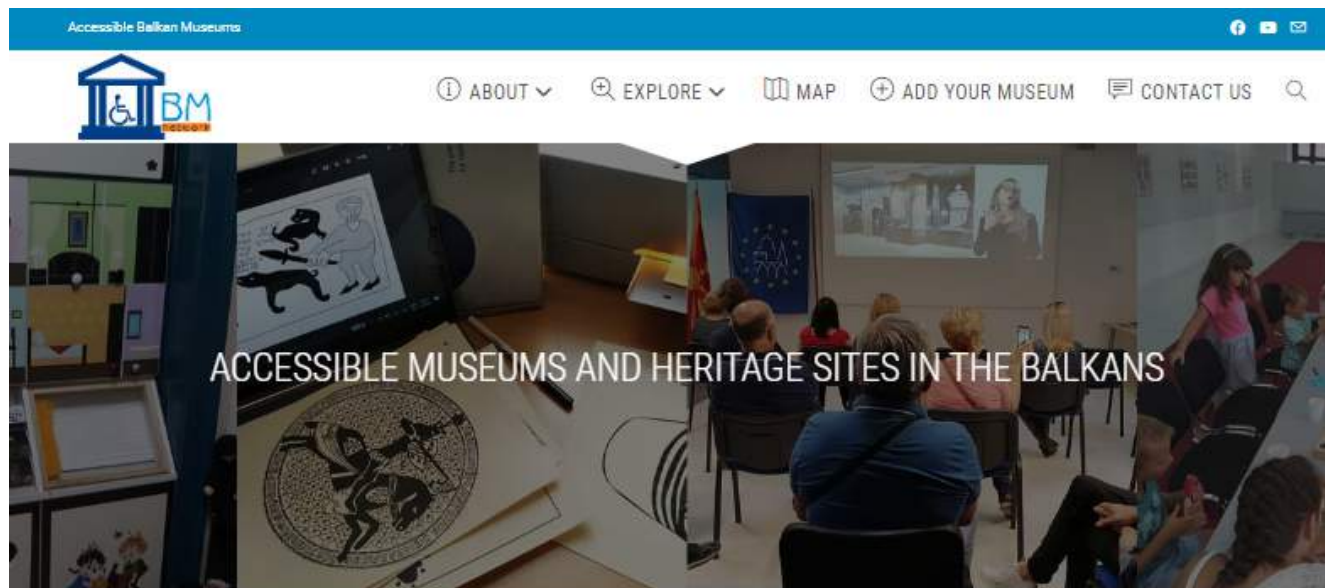 Accessible Balkan Museums
BM
network
ABOUT
EXPLORE
MAP
ADD YOUR MUSEUM
CONTACT US
ACCESSIBLE MUSEUMS AND HERITAGE SITES IN THE BALKANS